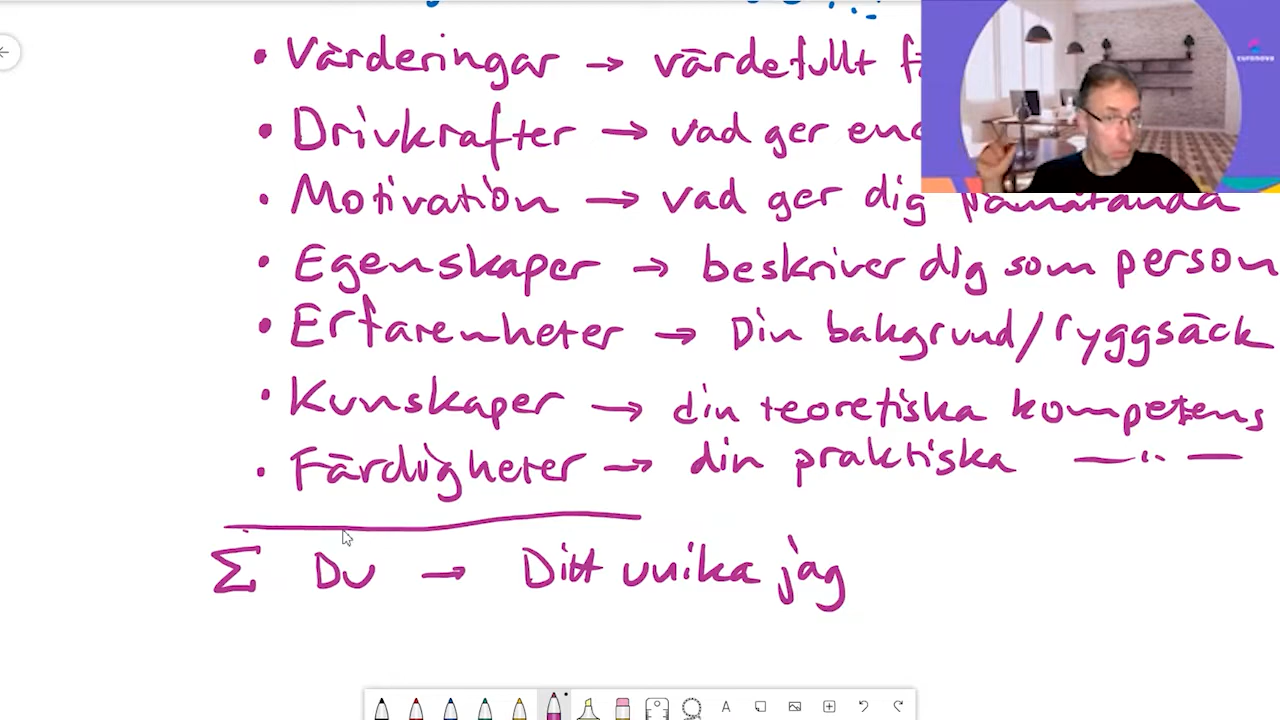 • Värderingar → värdefullt f
• Drivkrafter → vad ger
• Motivation → vad ger dig
• Egenskaper → beskriver dig som person
• Erfarenheter → Din bakgrund/ryggsäck
• Kunskaper → din teoretiska kompetens
• Färdigheter → din praktiska —〃—
Σ Du → Ditt unika jag
curanova
A